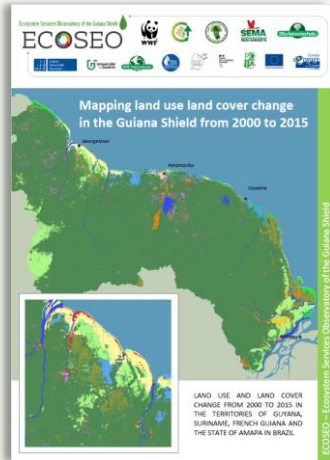 Ecosystem Services Observatory of the Guiana Shield
ECOSEO
WWF
SEMA
Mapping land use land cover change
in the Guiana Shield from 2000 to 2015
Georgetown
Paramaribo
Cayenne
LAND USE AND LAND COVER
CHANGE FROM 2000 TO 2015 IN
THE TERRITORIES OF GUYANA,
SURINAME, FRENCH GUIANA AND
THE STATE OF AMAPA IN BRAZIL
ECOSEO – Ecosystem Services Observatory of the Guiana Shield